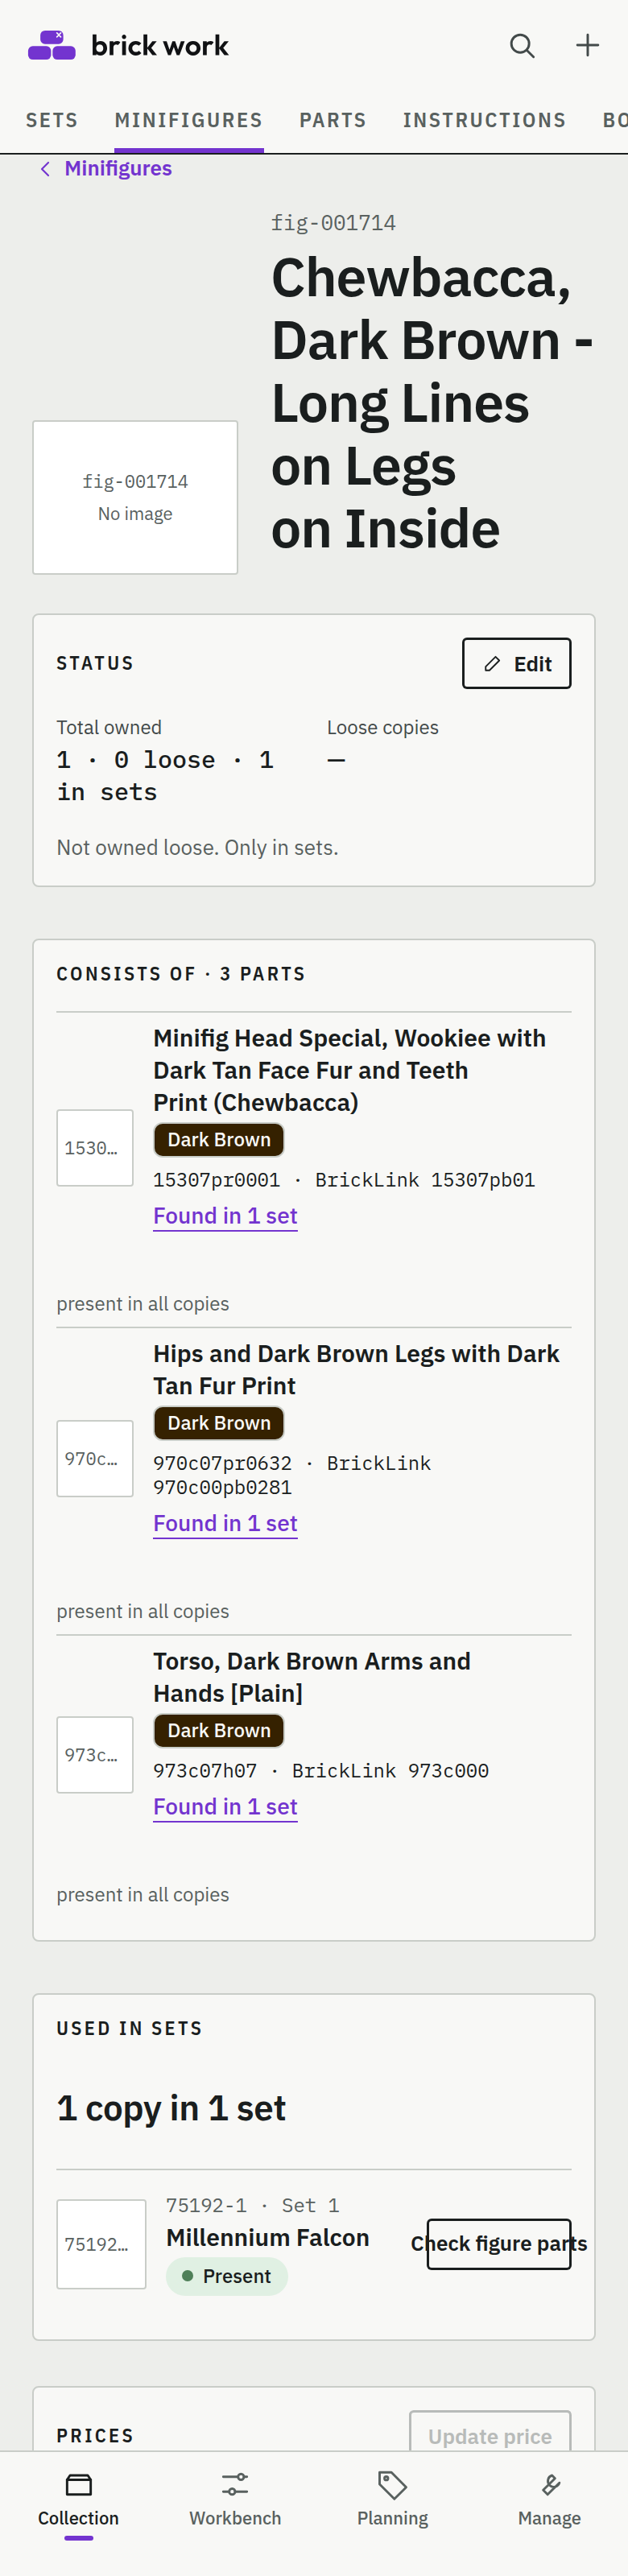 brick work
SETS MINIFIGURES PARTS INSTRUCTIONS BO
Minifigures
fig-001714
Chewbacca,
Dark Brown -
Long Lines
on Legs
on Inside
fig-001714
No image
STATUS
Edit
Total owned
Loose copies
1 · 0 loose · 1
in sets
—
Not owned loose. Only in sets.
CONSISTS OF · 3 PARTS
Minifig Head Special, Wookiee with
Dark Tan Face Fur and Teeth
Print (Chewbacca)
1530…
Dark Brown
15307pr0001 · BrickLink 15307pb01
Found in 1 set
present in all copies
Hips and Dark Brown Legs with Dark
Tan Fur Print
970c…
Dark Brown
970c07pr0632 · BrickLink
970c00pb0281
Found in 1 set
present in all copies
Torso, Dark Brown Arms and
Hands [Plain]
973c…
Dark Brown
973c07h07 · BrickLink 973c000
Found in 1 set
present in all copies
USED IN SETS
1 copy in 1 set
75192…
75192-1 · Set 1
Millennium Falcon
Present
Check figure parts
PRICES
Update price
Collection Workbench Planning Manage